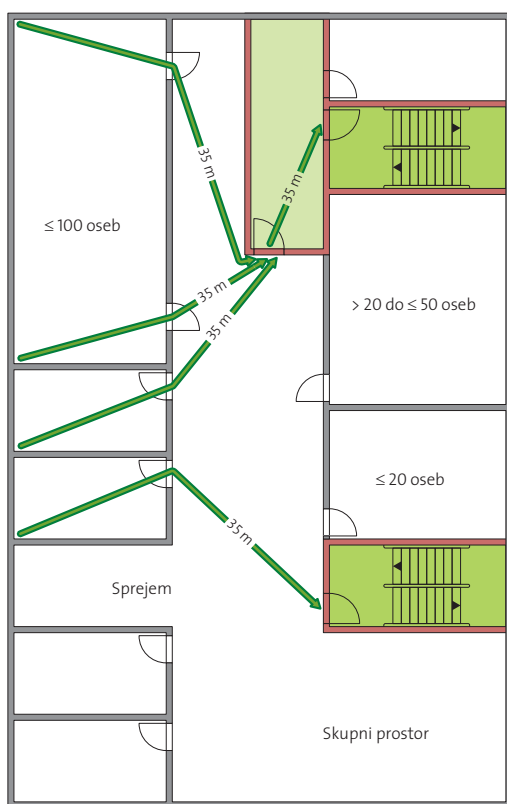 35 m
35 m
≤ 100 oseb
35 m
> 20 do ≤ 50 oseb
35 m
≤ 20 oseb
35 m
Sprejem
Skupni prostor